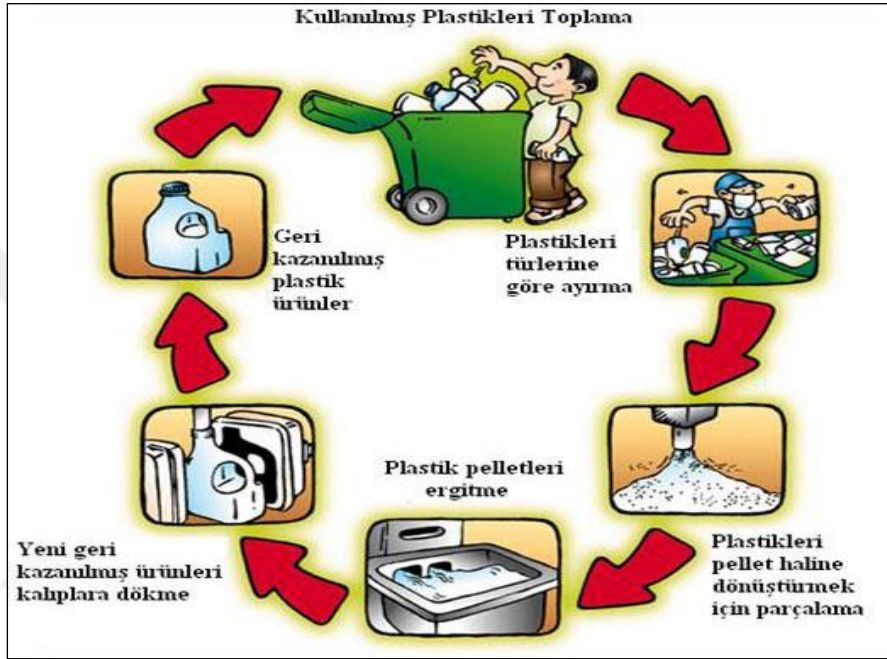 Kullanılmış Plastikleri Toplama
Plastikleri
türlerine
göre ayırma
Plastikleri
pellet haline
dönüştürmek
için parçalama
Plastik pelletleri
ergitme
Yeni geri
kazanılmış ürünleri
kalıplara dökme
Geri
kazanılmış
plastik
ürünler